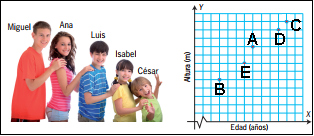 Ana
Miguel
Luis
Isabel
César
Y
C
A
D
E
B
X
Altura (m)
Edad (años)